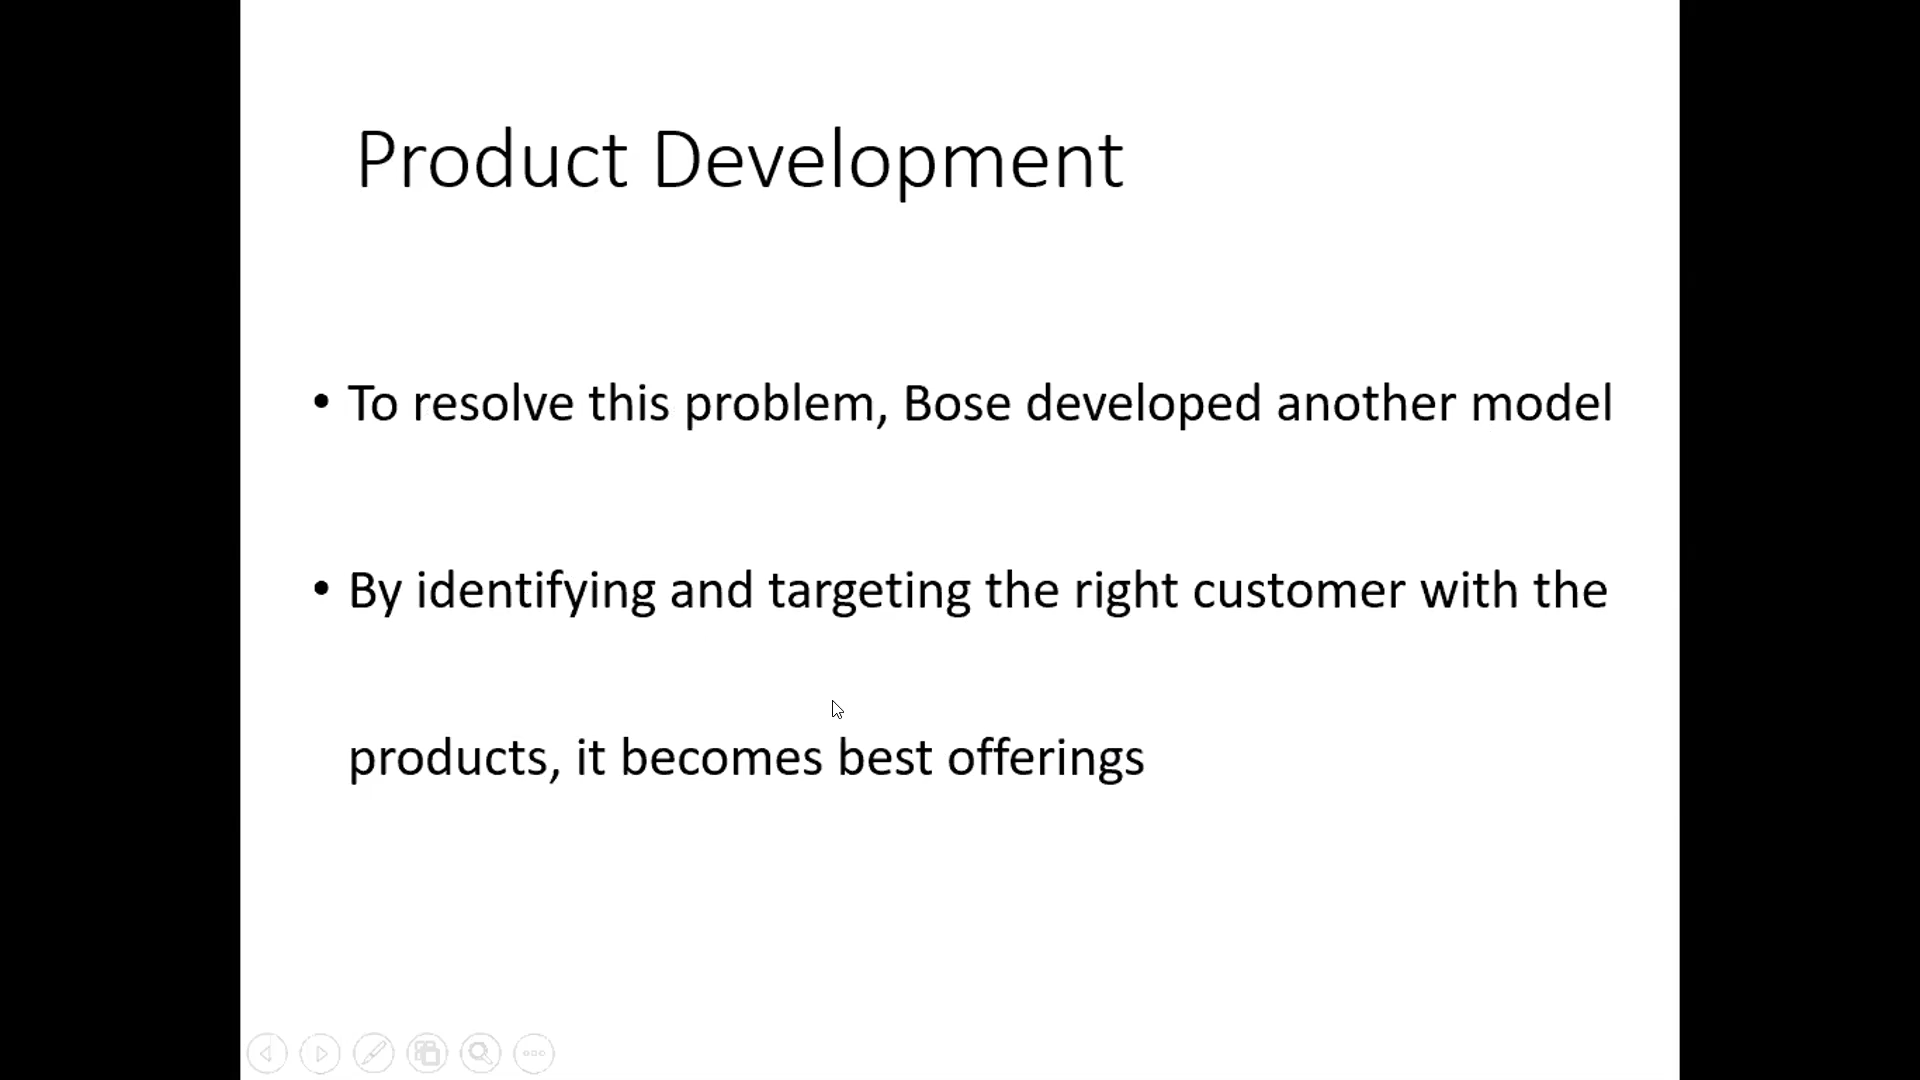 Product Development
• To resolve this problem, Bose developed another model
• By identifying and targeting the right customer with the
products, it becomes best offerings